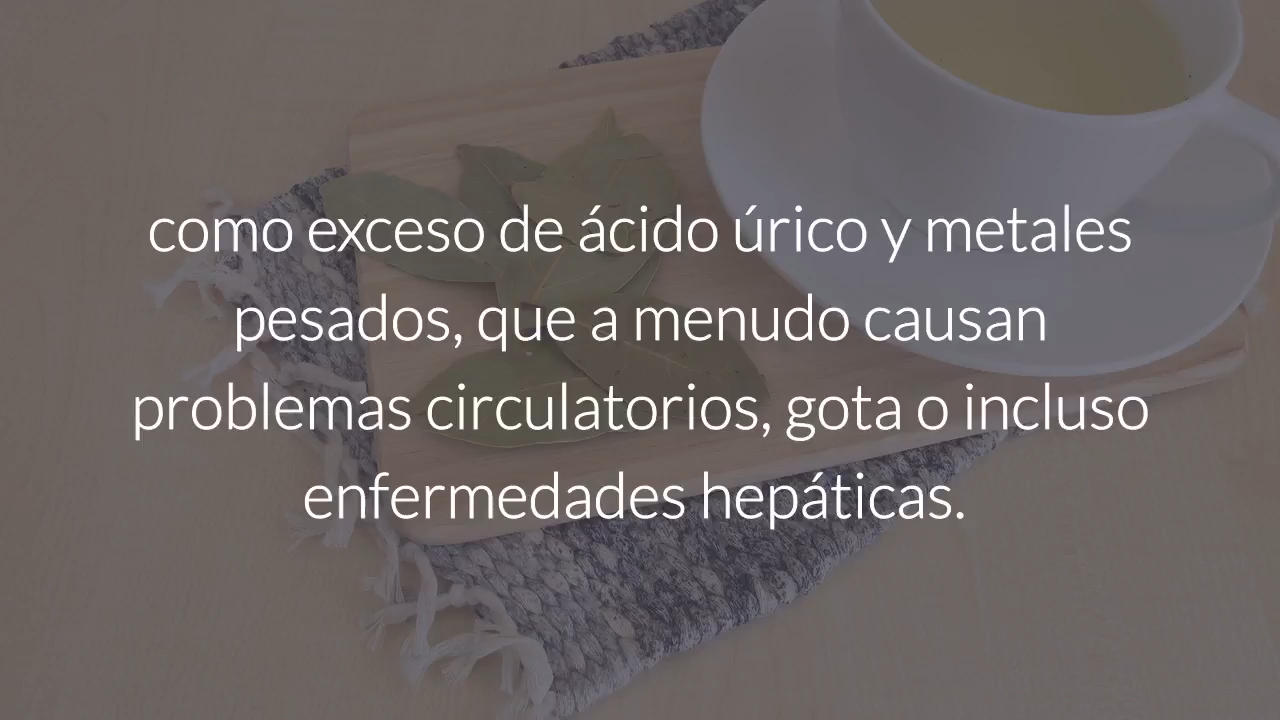 como exceso de ácido úrico y metales
pesados, que a menudo causan
problemas circulatorios, gota o incluso
enfermedades hepáticas.